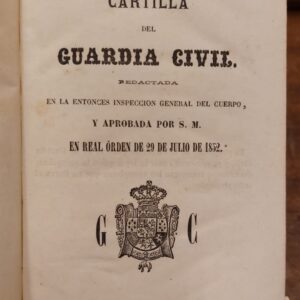 CARTILLA
DEL
GUARDIA CIVIL.
REDACTADA
EN LA ENTONCES INSPECCION GENERAL DEL CUERPO,
Y APROBADA POR S. M.
EN REAL ÓRDEN DE 29 DE JULIO DE 1852.
G C